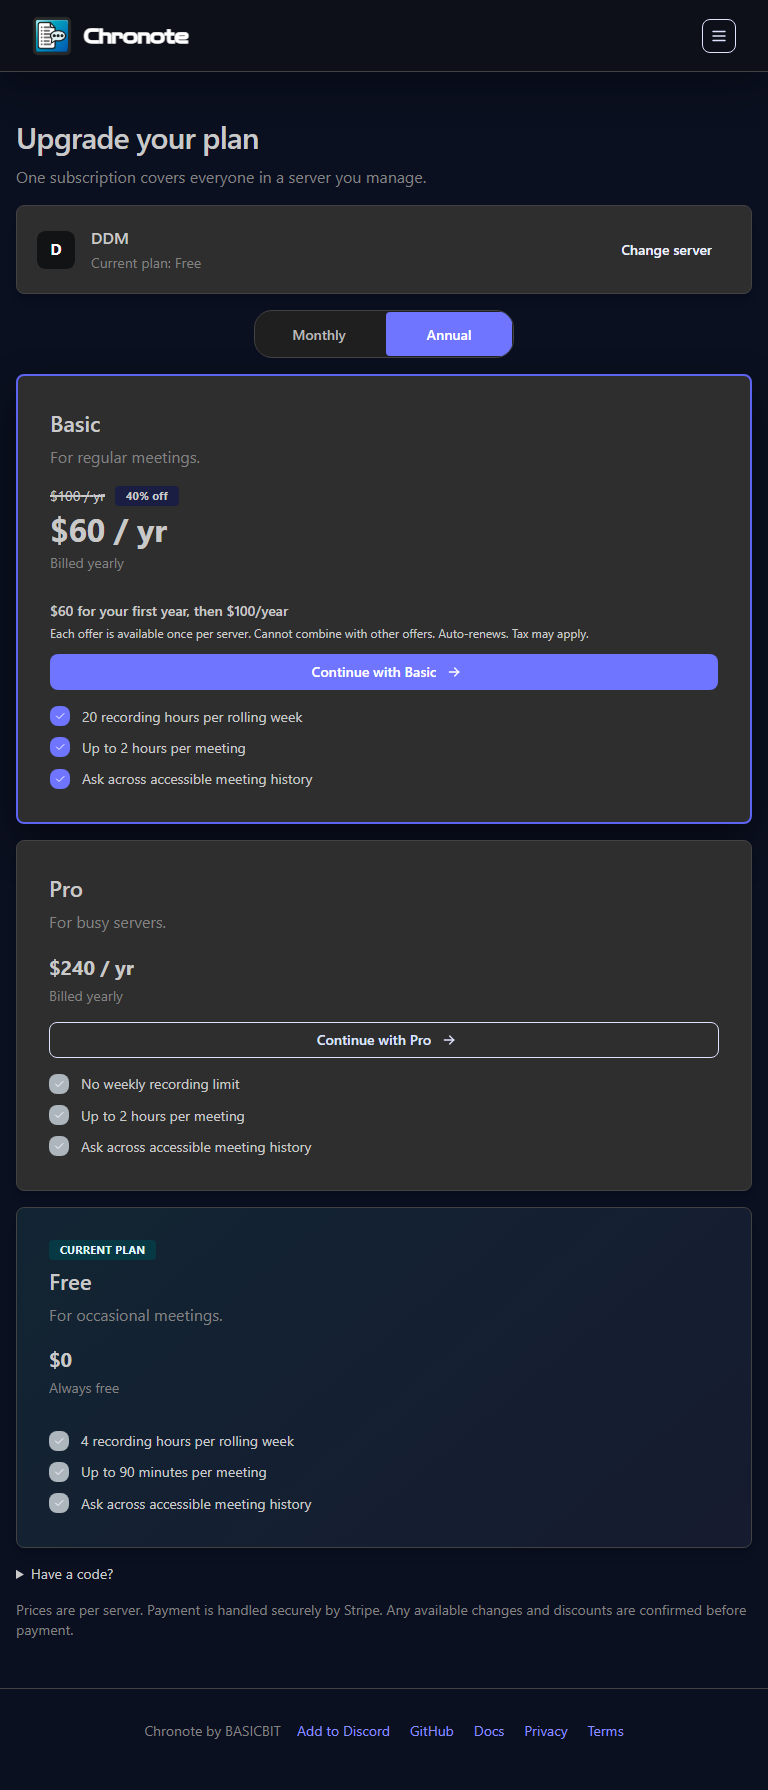 Chronote
Upgrade your plan
One subscription covers everyone in a server you manage.
D
DDM
Current plan: Free
Change server
Monthly
Annual
Basic
For regular meetings.
$100 / yr
40% off
$60 / yr
Billed yearly
$60 for your first year, then $100/year
Each offer is available once per server. Cannot combine with other offers. Auto-renews. Tax may apply.
Continue with Basic →
20 recording hours per rolling week
Up to 2 hours per meeting
Ask across accessible meeting history
Pro
For busy servers.
$240 / yr
Billed yearly
Continue with Pro →
No weekly recording limit
Up to 2 hours per meeting
Ask across accessible meeting history
CURRENT PLAN
Free
For occasional meetings.
$0
Always free
4 recording hours per rolling week
Up to 90 minutes per meeting
Ask across accessible meeting history
Have a code?
Prices are per server. Payment is handled securely by Stripe. Any available changes and discounts are confirmed before
payment.
Chronote by BASICBIT Add to Discord GitHub Docs Privacy Terms